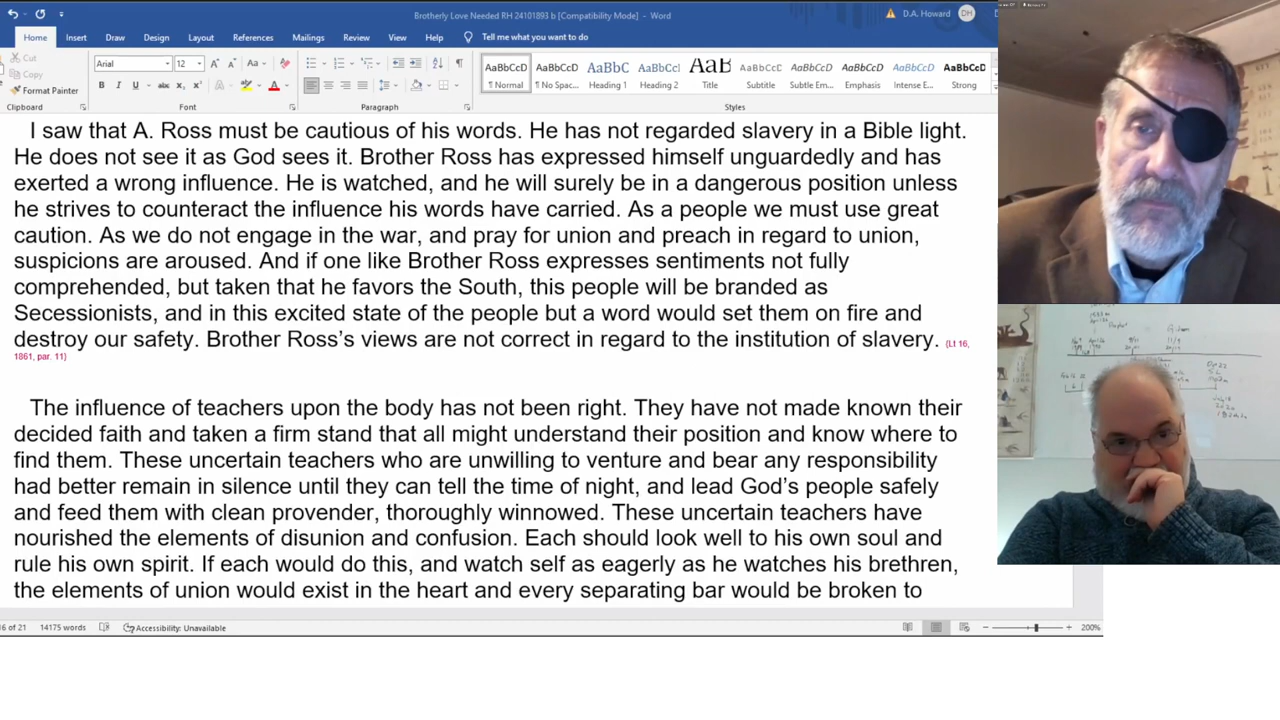 Brotherly Love Needed RH 24101893 b [Compatibility Mode] - Word
D.A. Howard
DH
Home Insert Draw Design Layout References Mailings Review View Help Tell me what you want to do
Cut
Copy
Format Painter
Clipboard
Arial 12
Font
Paragraph
AaBbCcD AaBbCcD AaBbC AaBbCc AaB AaBbCcD AaBbCcD AaBbCcD AaBbCcD AaBbCcD
¶ Normal ¶ No Spac... Heading 1 Heading 2 Title Subtitle Subtle Em... Emphasis Intense E... Strong
Styles
I saw that A. Ross must be cautious of his words. He has not regarded slavery in a Bible light.
He does not see it as God sees it. Brother Ross has expressed himself unguardedly and has
exerted a wrong influence. He is watched, and he will surely be in a dangerous position unless
he strives to counteract the influence his words have carried. As a people we must use great
caution. As we do not engage in the war, and pray for union and preach in regard to union,
suspicions are aroused. And if one like Brother Ross expresses sentiments not fully
comprehended, but taken that he favors the South, this people will be branded as
Secessionists, and in this excited state of the people but a word would set them on fire and
destroy our safety. Brother Ross's views are not correct in regard to the institution of slavery. (Lt 16,
1861, par. 11)
The influence of teachers upon the body has not been right. They have not made known their
decided faith and taken a firm stand that all might understand their position and know where to
find them. These uncertain teachers who are unwilling to venture and bear any responsibility
had better remain in silence until they can tell the time of night, and lead God's people safely
and feed them with clean provender, thoroughly winnowed. These uncertain teachers have
nourished the elements of disunion and confusion. Each should look well to his own soul and
rule his own spirit. If each would do this, and watch self as eagerly as he watches his brethren,
the elements of union would exist in the heart and every separating bar would be broken to
6 of 21 14175 words Accessibility: Unavailable 200%